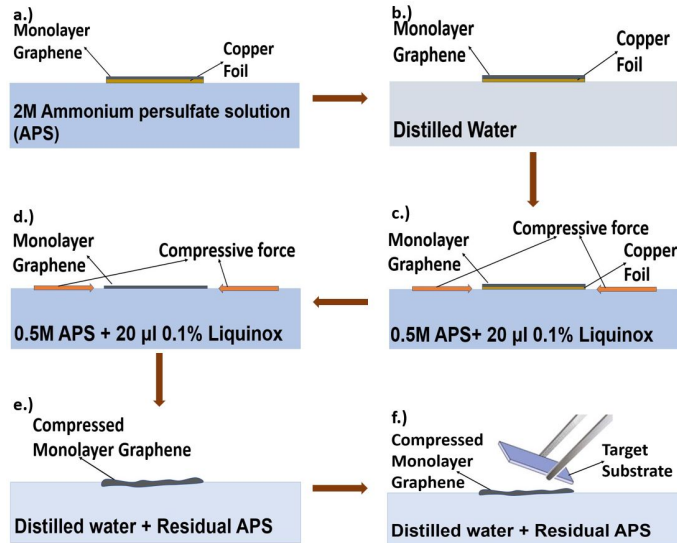 a.)
Monolayer
Graphene
Copper
Foil
2M Ammonium persulfate solution
(APS)
b.)
Monolayer
Graphene
Copper
Foil
Distilled Water
d.)
Monolayer
Graphene
Compressive force
0.5M APS + 20 µl 0.1% Liquinox
c.)
Compressive force
Monolayer
Graphene
Copper
Foil
0.5M APS+ 20 µl 0.1% Liquinox
e.)
Compressed
Monolayer Graphene
Distilled water + Residual APS
f.)
Compressed
Monolayer
Graphene
Target
Substrate
Distilled water + Residual APS